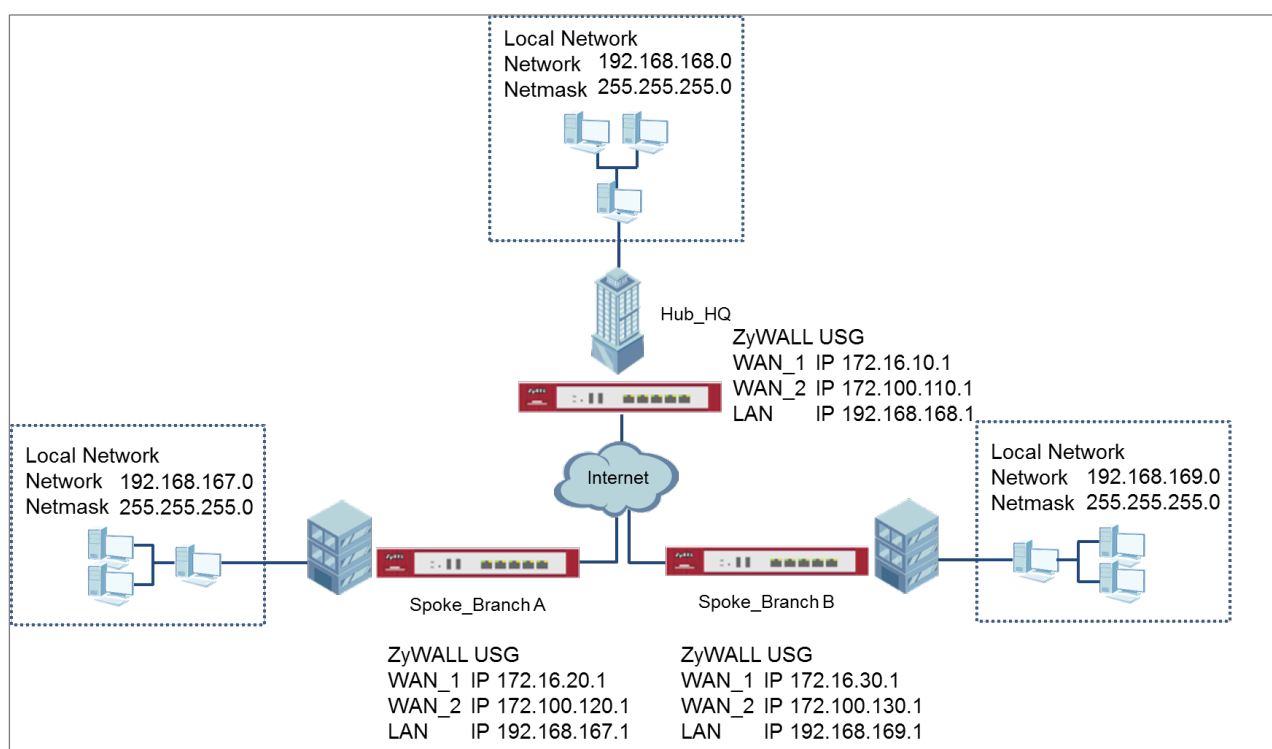 Local Network
Network 192.168.168.0
Netmask 255.255.255.0
Hub_HQ
ZyWALL USG
WAN_1 IP 172.16.10.1
WAN_2 IP 172.100.110.1
LAN IP 192.168.168.1
ZyXEL
Internet
Local Network
Network 192.168.167.0
Netmask 255.255.255.0
Local Network
Network 192.168.169.0
Netmask 255.255.255.0
ZyXEL
ZyXEL
Spoke_Branch A
Spoke_Branch B
ZyWALL USG
WAN_1 IP 172.16.20.1
WAN_2 IP 172.100.120.1
LAN IP 192.168.167.1
ZyWALL USG
WAN_1 IP 172.16.30.1
WAN_2 IP 172.100.130.1
LAN IP 192.168.169.1